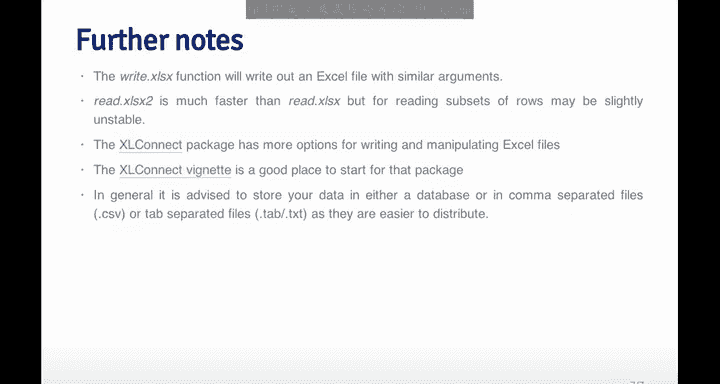 Further notes
· The write.xlsx function will write out an Excel file with similar arguments.
· read.xlsx2 is much faster than read.xlsx but for reading subsets of rows may be slightly
unstable.
· The XLConnect package has more options for writing and manipulating Excel files
· The XLConnect vignette is a good place to start for that package
· In general it is advised to store your data in either a database or in comma separated files
(.csv) or tab separated files (.tab/.txt) as they are easier to distribute.